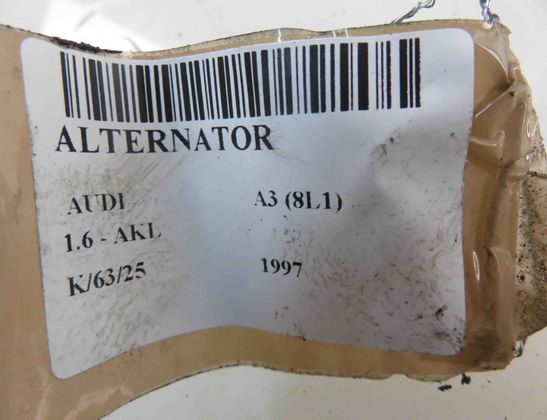 ALTERNATOR
AUDI A3 (8L1)
1.6 - AKL
K/63/25 1997